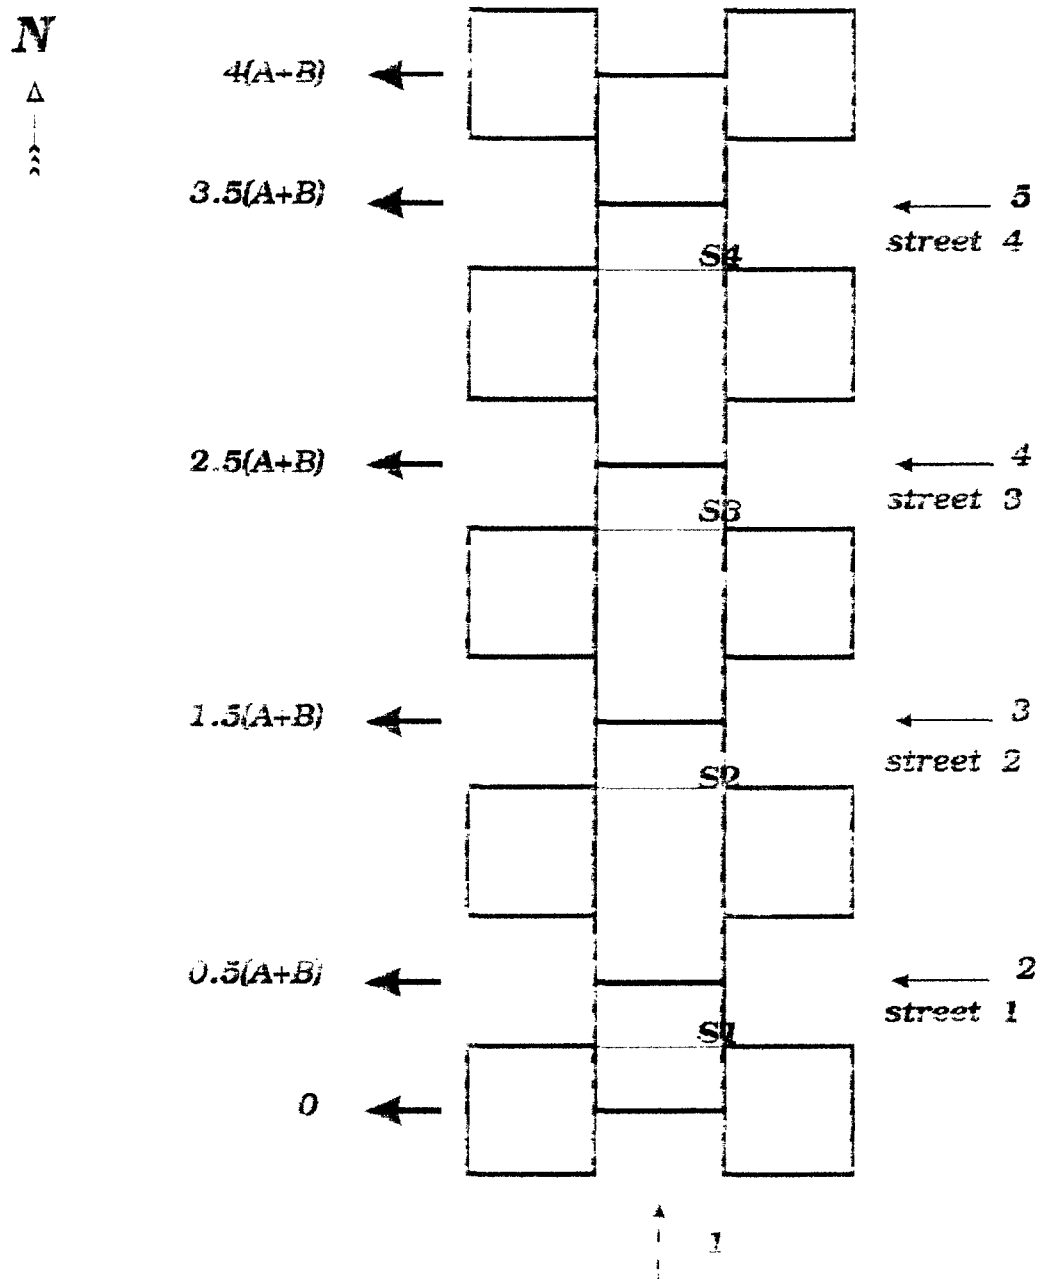 N
4(A+B)
3.5(A+B)
5
street 4
S4
2.5(A+B)
4
street 3
S3
1.5(A+B)
3
street 2
S2
0.5(A+B)
2
street 1
S1
0
1